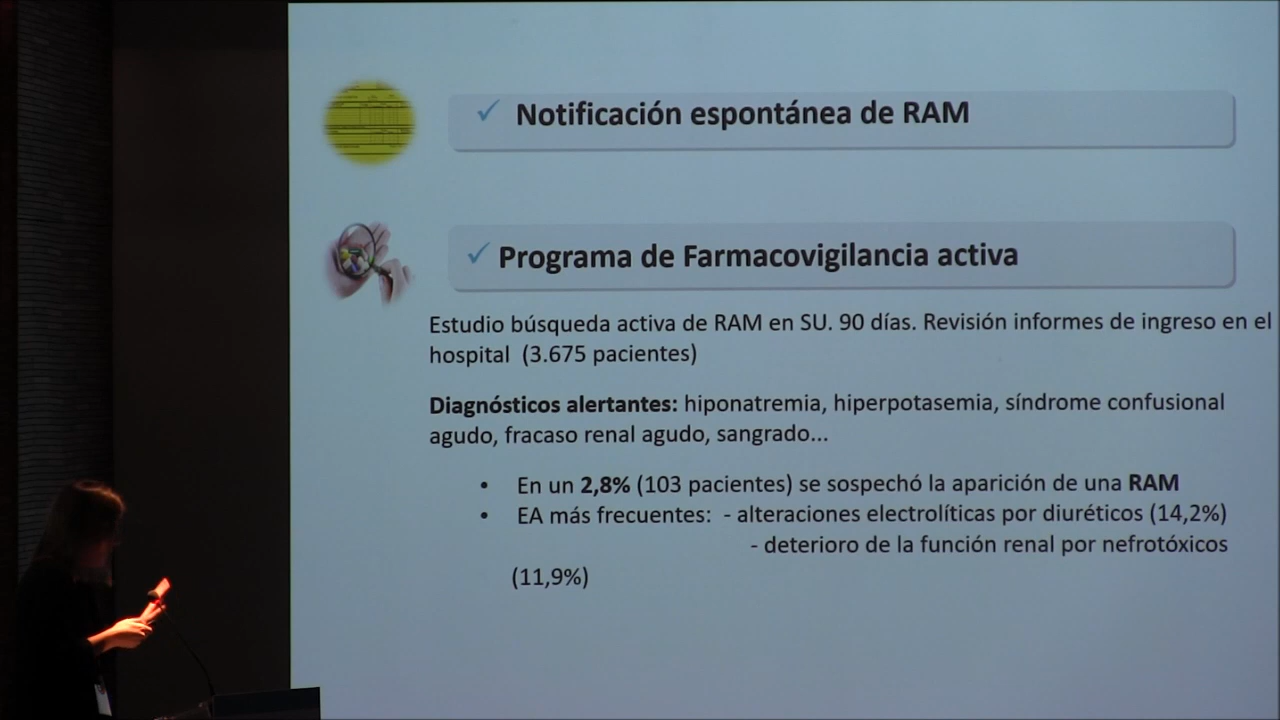 ✓ Notificación espontánea de RAM
✓ Programa de Farmacovigilancia activa
Estudio búsqueda activa de RAM en SU. 90 días. Revisión informes de ingreso en el
hospital (3.675 pacientes)
Diagnósticos alertantes: hiponatremia, hiperpotasemia, síndrome confusional
agudo, fracaso renal agudo, sangrado...
• En un 2,8% (103 pacientes) se sospechó la aparición de una RAM
• EA más frecuentes: - alteraciones electrolíticas por diuréticos (14,2%)
- deterioro de la función renal por nefrotóxicos
(11,9%)